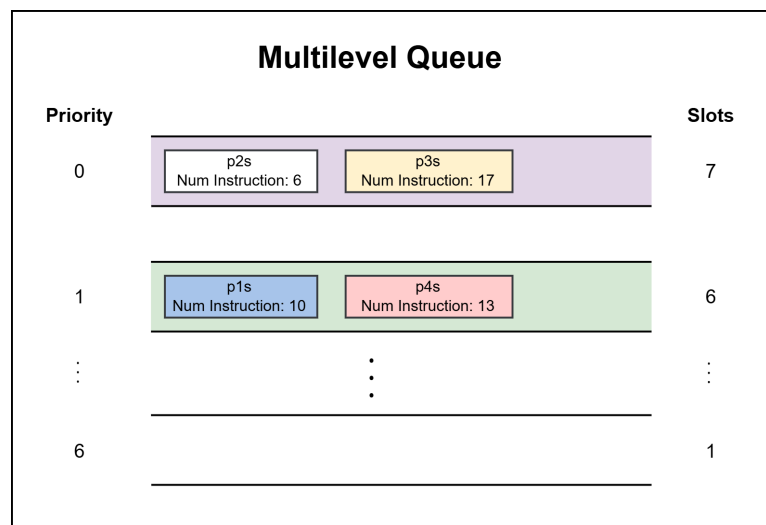 Multilevel Queue
Priority
Slots
0
p2s
Num Instruction: 6
p3s
Num Instruction: 17
7
1
p1s
Num Instruction: 10
p4s
Num Instruction: 13
6
6
1